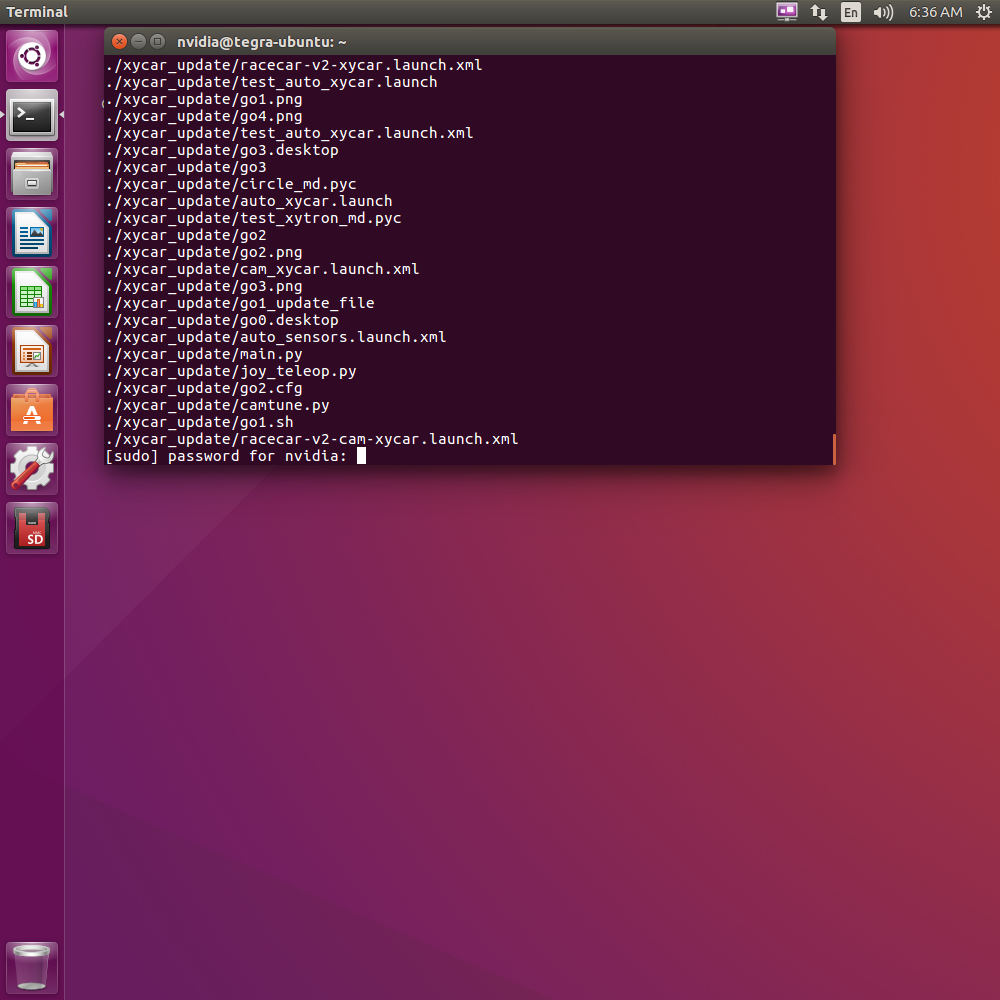 Terminal
En
6:36 AM
nvidia@tegra-ubuntu: ~
./xycar_update/racecar-v2-xycar.launch.xml
./xycar_update/test_auto_xycar.launch
./xycar_update/go1.png
./xycar_update/go4.png
./xycar_update/test_auto_xycar.launch.xml
./xycar_update/go3.desktop
./xycar_update/go3
./xycar_update/circle_md.pyc
./xycar_update/auto_xycar.launch
./xycar_update/test_xytron_md.pyc
./xycar_update/go2
./xycar_update/go2.png
./xycar_update/cam_xycar.launch.xml
./xycar_update/go3.png
./xycar_update/go1_update_file
./xycar_update/go0.desktop
./xycar_update/auto_sensors.launch.xml
./xycar_update/main.py
./xycar_update/joy_teleop.py
./xycar_update/go2.cfg
./xycar_update/camtune.py
./xycar_update/go1.sh
./xycar_update/racecar-v2-cam-xycar.launch.xml
[sudo] password for nvidia:
SD